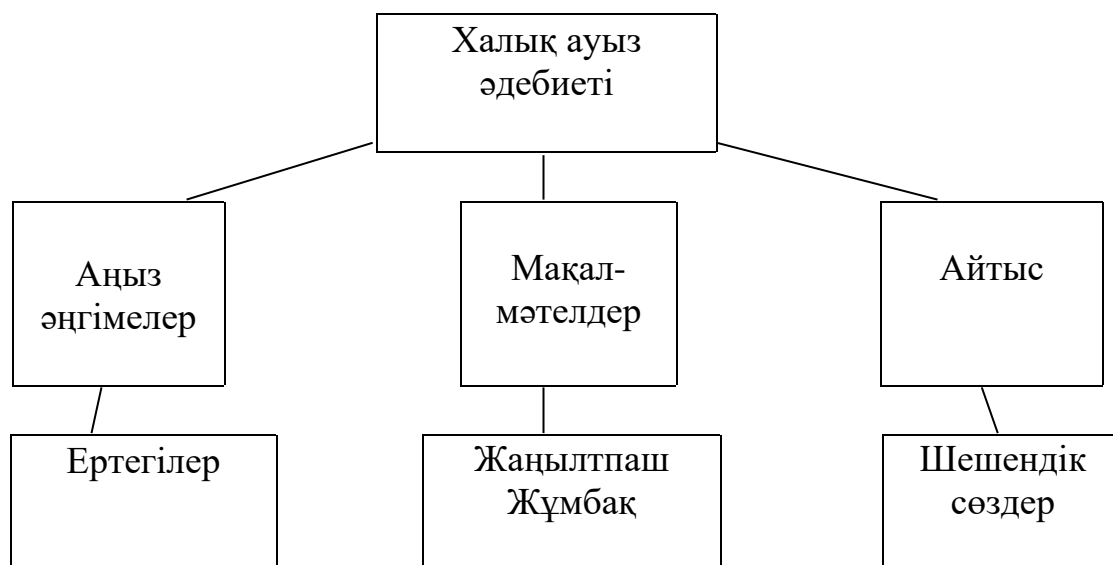 Халық ауыз
әдебиеті
Аңыз
әңгімелер
Мақал-
мәтелдер
Айтыс
Ертегілер
Жаңылтпаш
Жұмбақ
Шешендік
сөздер